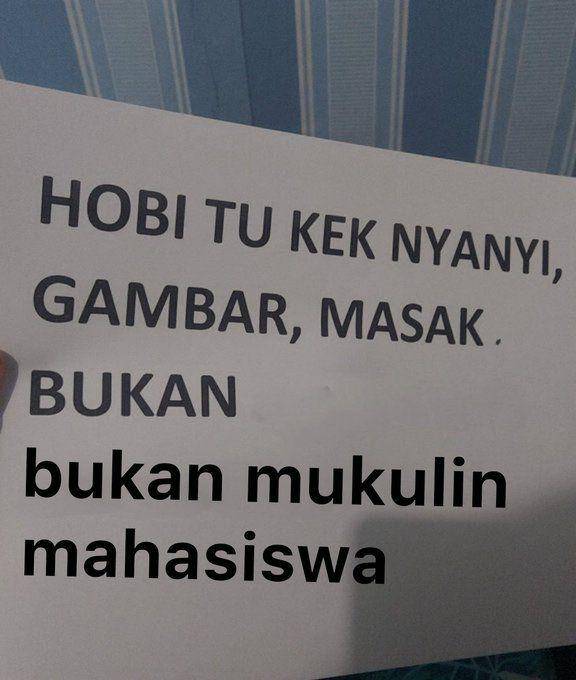 HOBI TU KEK NYANYI,
GAMBAR, MASAK .
BUKAN
bukan mukulin
mahasiswa